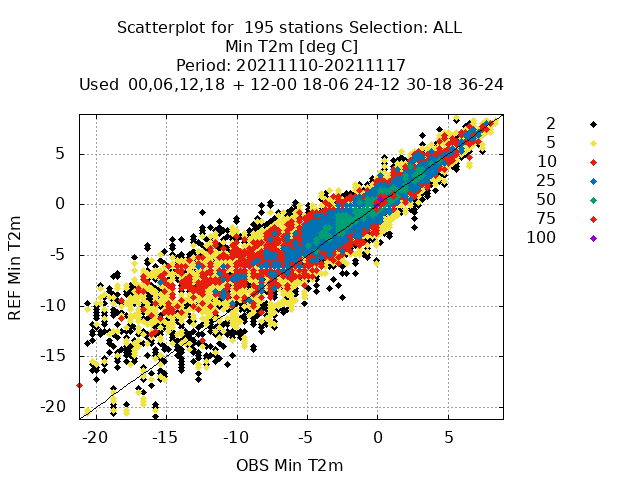 Scatterplot for  195 stations Selection: ALL
Min T2m [deg C]
Period: 20211110-20211117
Used  00,06,12,18  + 12-00 18-06 24-12 30-18 36-24
2
5
10
25
50
75
100
5
0
-5
-10
-15
-20
REF Min T2m
-20 -15 -10 -5 0 5
OBS Min T2m